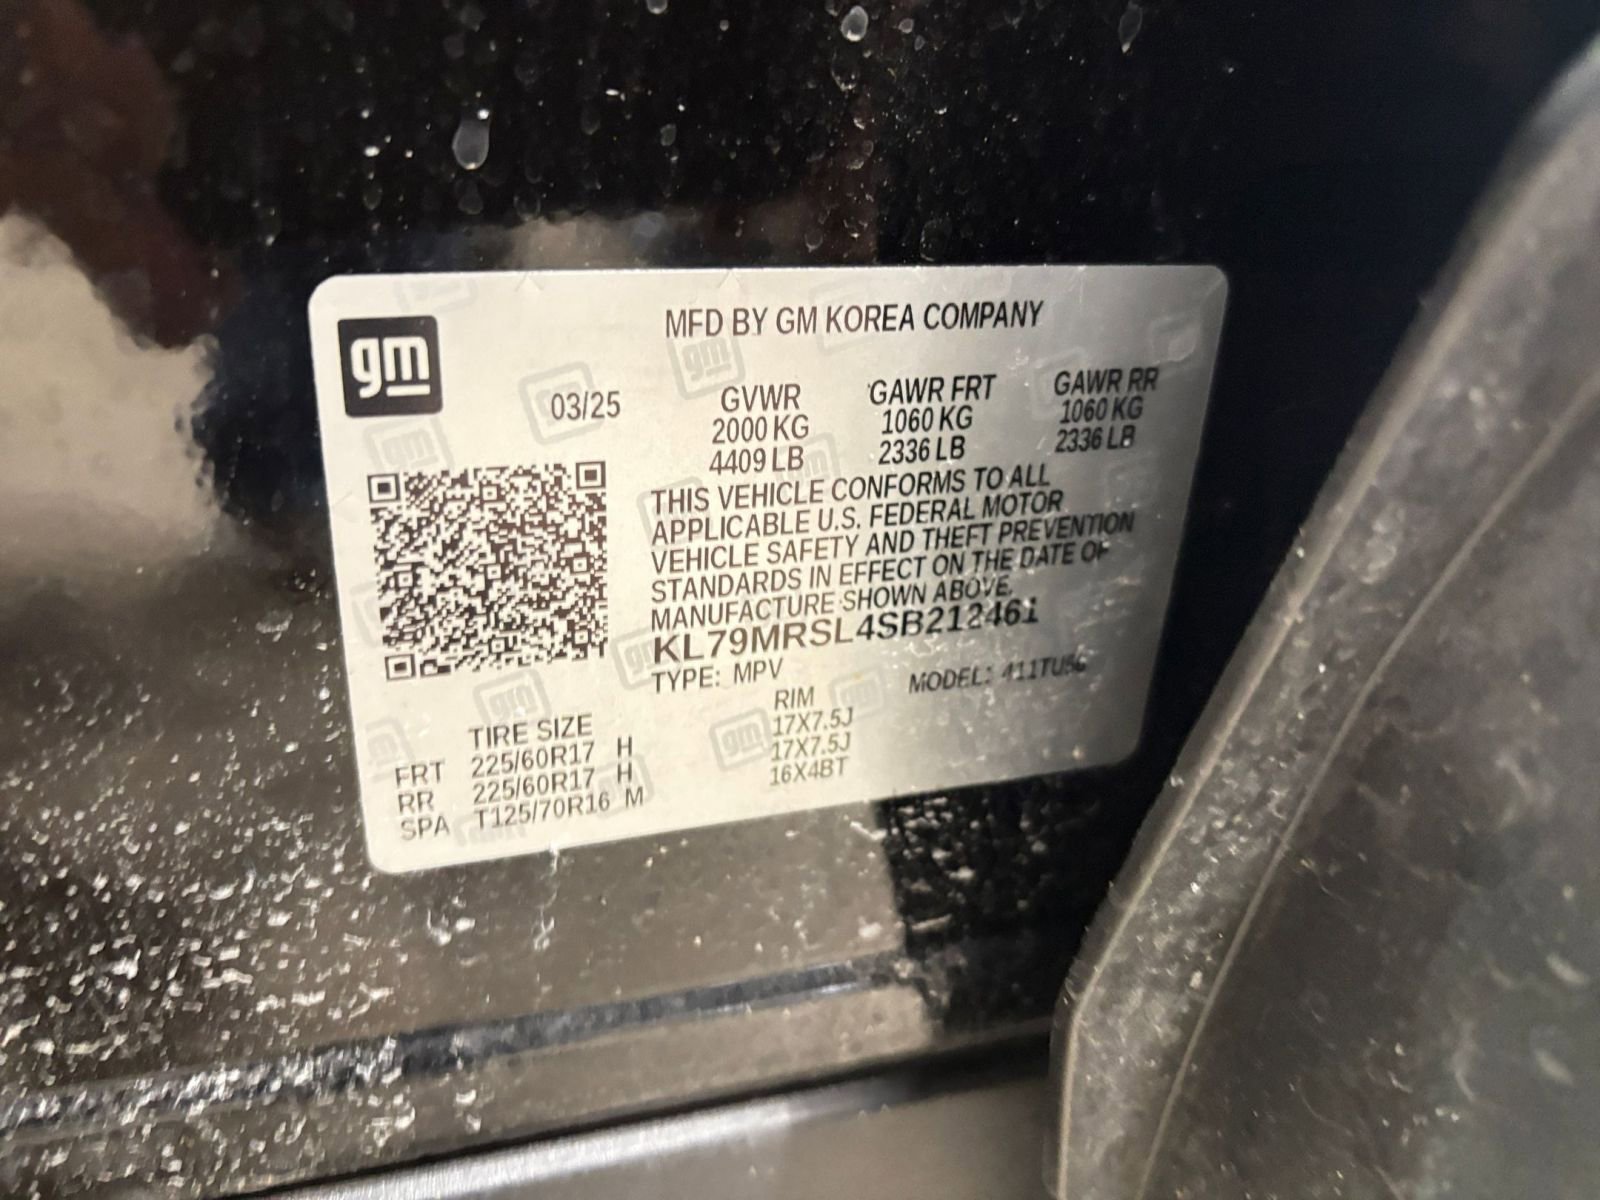 gm
MFD BY GM KOREA COMPANY
03/25
GVWR GAWR FRT GAWR RR
2000 KG 1060 KG 1060 KG
4409 LB 2336 LB 2336 LB
THIS VEHICLE CONFORMS TO ALL
APPLICABLE U.S. FEDERAL MOTOR
VEHICLE SAFETY AND THEFT PREVENTION
STANDARDS IN EFFECT ON THE DATE OF
MANUFACTURE SHOWN ABOVE.
KL79MRSL4SB212461
TYPE: MPV MODEL:
TIRE SIZE RIM
FRT 225/60R17 H 17X7.5J
RR 225/60R17 H 17X7.5J
SPA T125/70R16 M 16X4BT